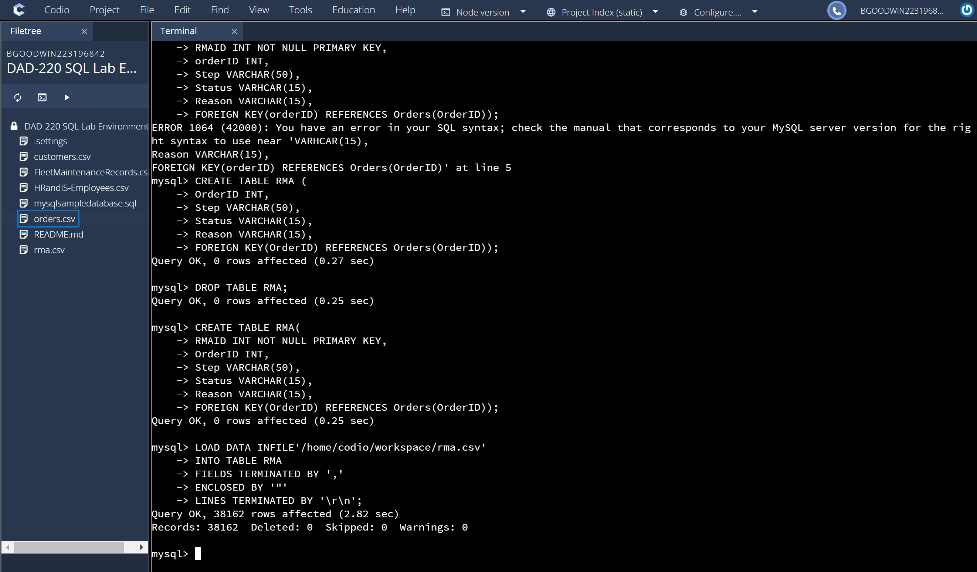 Codio Project File Edit Find View Tools Education Help Node version Project Index (static) Configure.... BGOODWIN2231968...
Filetree × Terminal ×
BGOODWIN223196842
DAD-220 SQL Lab E...
DAD 220 SQL Lab Environment
.settings
customers.csv
FleetMaintenanceRecords.cs
HRandIS-Employees.csv
mysqlsampledatabase.sql
orders.csv
README.md
rma.csv
-> RMAID INT NOT NULL PRIMARY KEY,
-> orderID INT,
-> Step VARCHAR(50),
-> Status VARHCAR(15),
-> Reason VARCHAR(15),
-> FOREIGN KEY(orderID) REFERENCES Orders(OrderID));
ERROR 1064 (42000): You have an error in your SQL syntax; check the manual that corresponds to your MySQL server version for the rig
ht syntax to use near 'VARHCAR(15),
Reason VARCHAR(15),
FOREIGN KEY(orderID) REFERENCES Orders(OrderID)' at line 5
mysql> CREATE TABLE RMA (
-> OrderID INT,
-> Step VARCHAR(50),
-> Status VARCHAR(15),
-> Reason VARCHAR(15),
-> FOREIGN KEY(OrderID) REFERENCES Orders(OrderID));
Query OK, 0 rows affected (0.27 sec)
mysql> DROP TABLE RMA;
Query OK, 0 rows affected (0.25 sec)
mysql> CREATE TABLE RMA(
-> RMAID INT NOT NULL PRIMARY KEY,
-> OrderID INT,
-> Step VARCHAR(50),
-> Status VARCHAR(15),
-> Reason VARCHAR(15),
-> FOREIGN KEY(OrderID) REFERENCES Orders(OrderID));
Query OK, 0 rows affected (0.25 sec)
mysql> LOAD DATA INFILE'/home/codio/workspace/rma.csv'
-> INTO TABLE RMA
-> FIELDS TERMINATED BY ','
-> ENCLOSED BY '"'
-> LINES TERMINATED BY '\r\n';
Query OK, 38162 rows affected (2.82 sec)
Records: 38162 Deleted: 0 Skipped: 0 Warnings: 0
mysql>